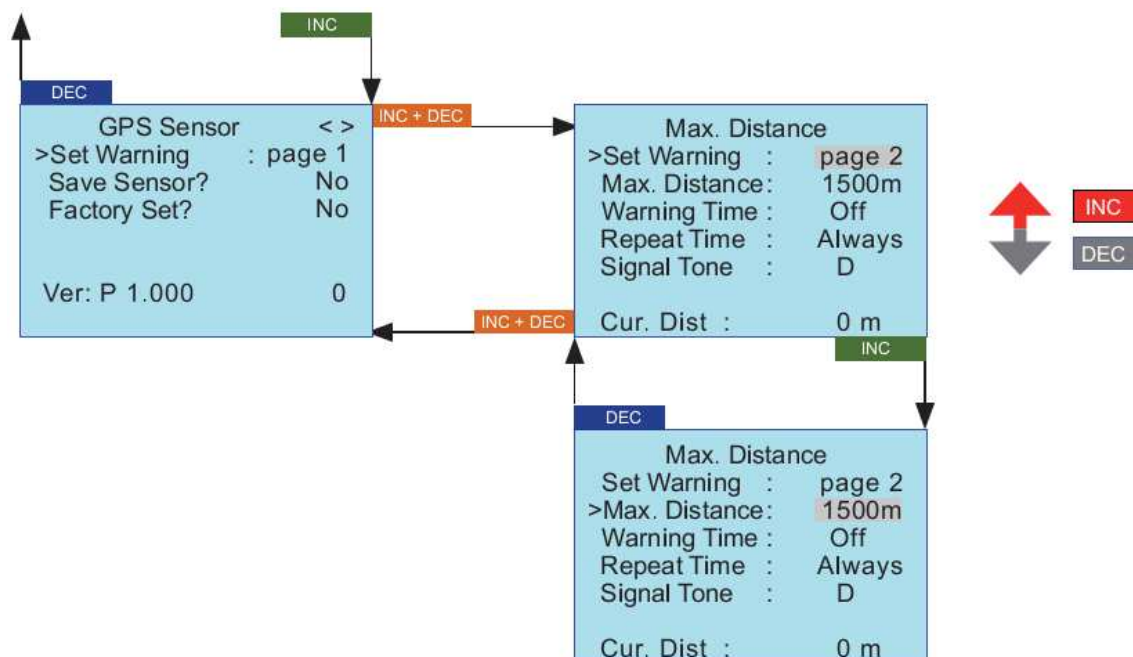 INC
DEC
GPS Sensor < >
>Set Warning : page 1
Save Sensor? No
Factory Set? No
Ver: P 1.000 0
INC + DEC
Max. Distance
>Set Warning : page 2
Max. Distance: 1500m
Warning Time : Off
Repeat Time : Always
Signal Tone : D
Cur. Dist : 0 m
INC
DEC
INC + DEC
INC
DEC
Max. Distance
Set Warning : page 2
>Max. Distance: 1500m
Warning Time : Off
Repeat Time : Always
Signal Tone : D
Cur. Dist : 0 m